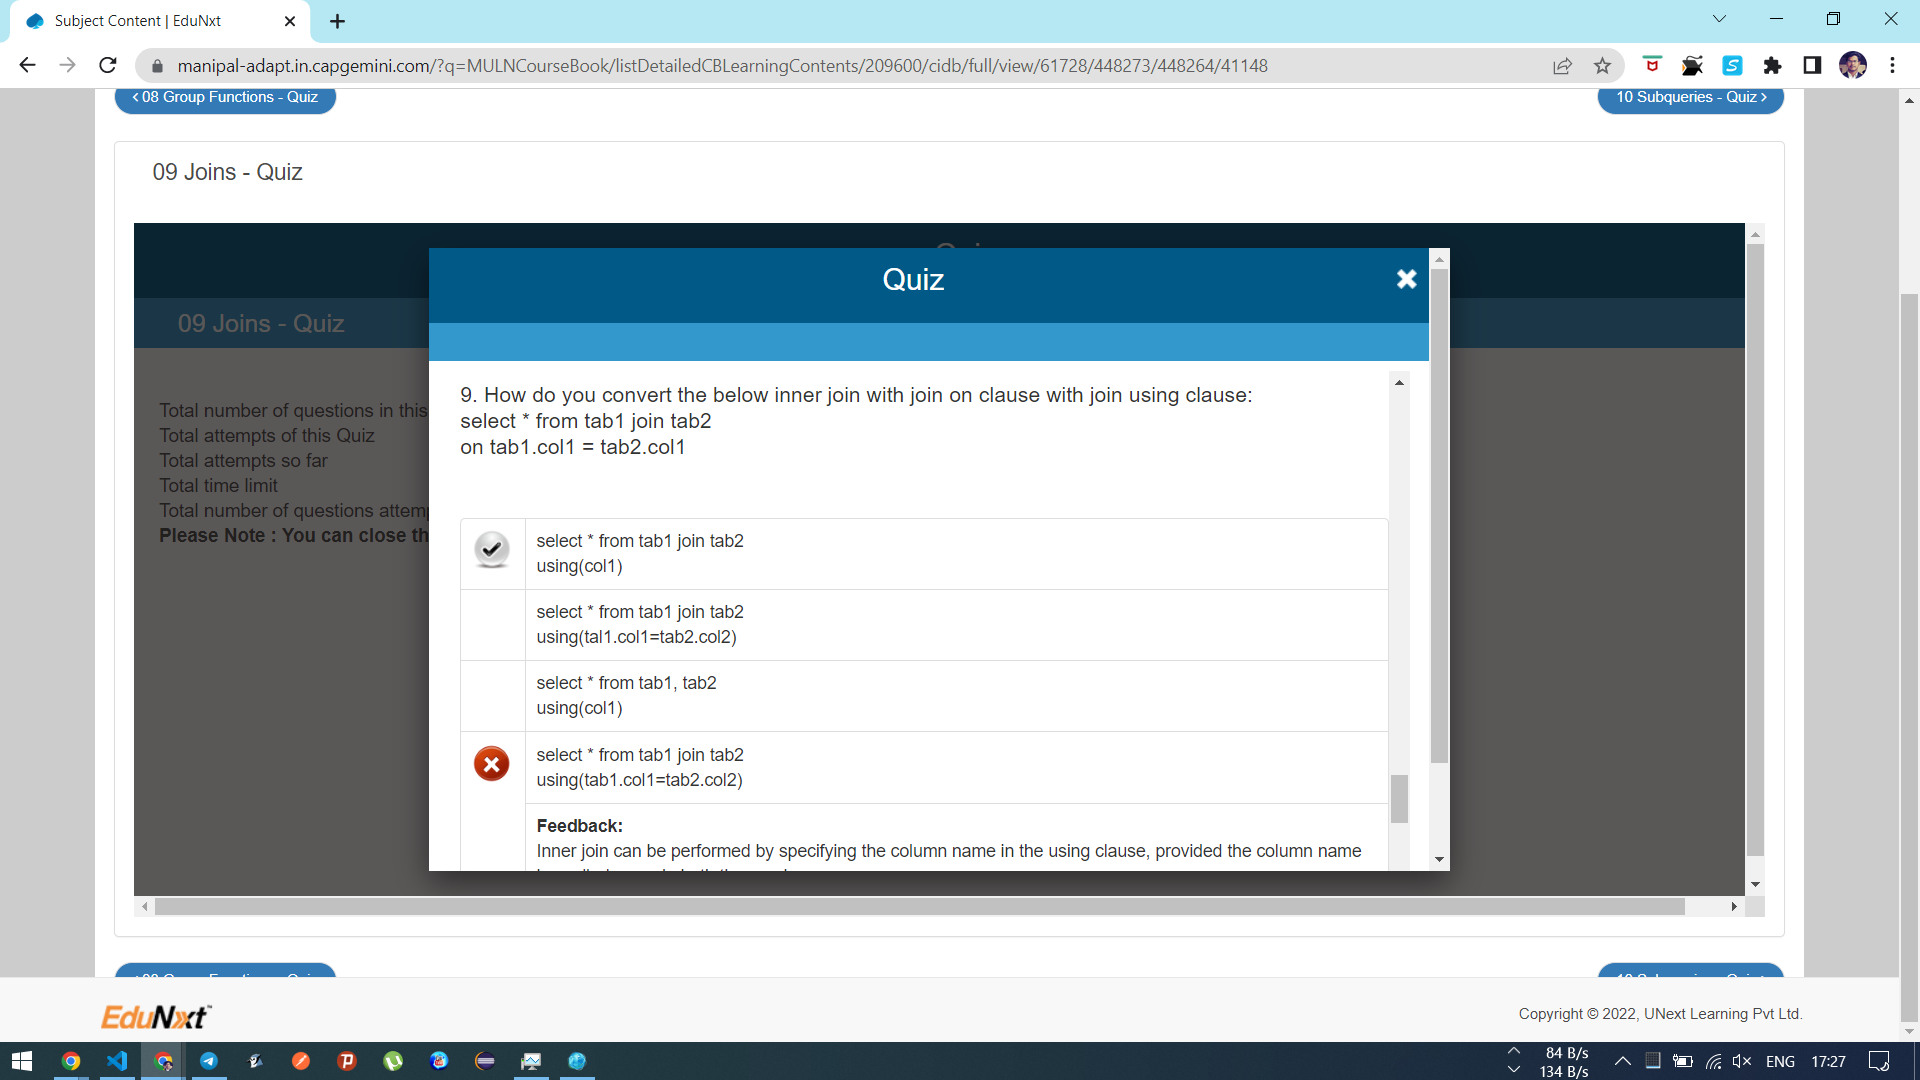 Subject Content | EduNxt
manipal-adapt.in.capgemini.com/?q=MULNCourseBook/listDetailedCBLearningContents/209600/cidb/full/view/61728/448273/448264/41148
08 Group Functions - Quiz
10 Subqueries - Quiz
09 Joins - Quiz
Quiz
09 Joins - Quiz
Total number of questions in this
Total attempts of this Quiz
Total attempts so far
Total time limit
Total number of questions attemp
Please Note : You can close th
9. How do you convert the below inner join with join on clause with join using clause:
select * from tab1 join tab2
on tab1.col1 = tab2.col1
select * from tab1 join tab2
using(col1)
select * from tab1 join tab2
using(tal1.col1=tab2.col2)
select * from tab1, tab2
using(col1)
select * from tab1 join tab2
using(tab1.col1=tab2.col2)
Feedback:
Inner join can be performed by specifying the column name in the using clause, provided the column name
EduNxt
Copyright © 2022, UNext Learning Pvt Ltd.
84 B/s
134 B/s
ENG
17:27